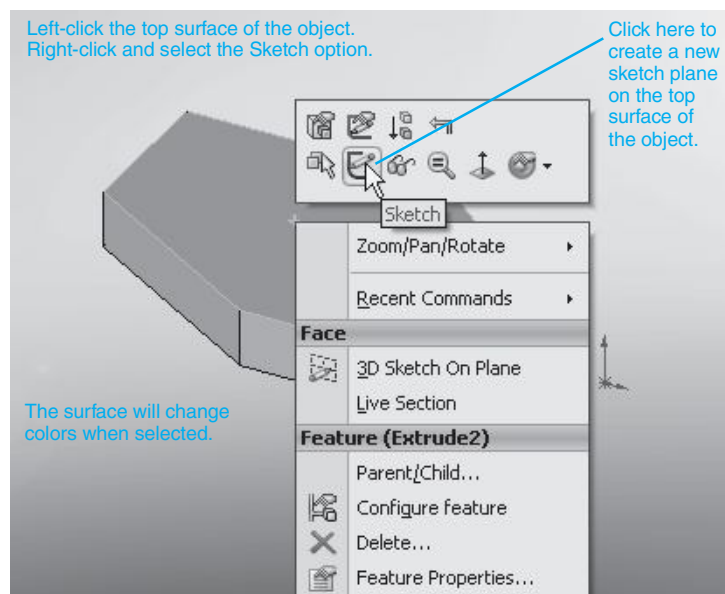 Left-click the top surface of the object.
Right-click and select the Sketch option.
Click here to
create a new
sketch plane
on the top
surface of
the object.
Sketch
Zoom/Pan/Rotate
Recent Commands
Face
3D Sketch On Plane
Live Section
The surface will change
colors when selected.
Feature (Extrude2)
Parent/Child...
Configure feature
Delete...
Feature Properties...